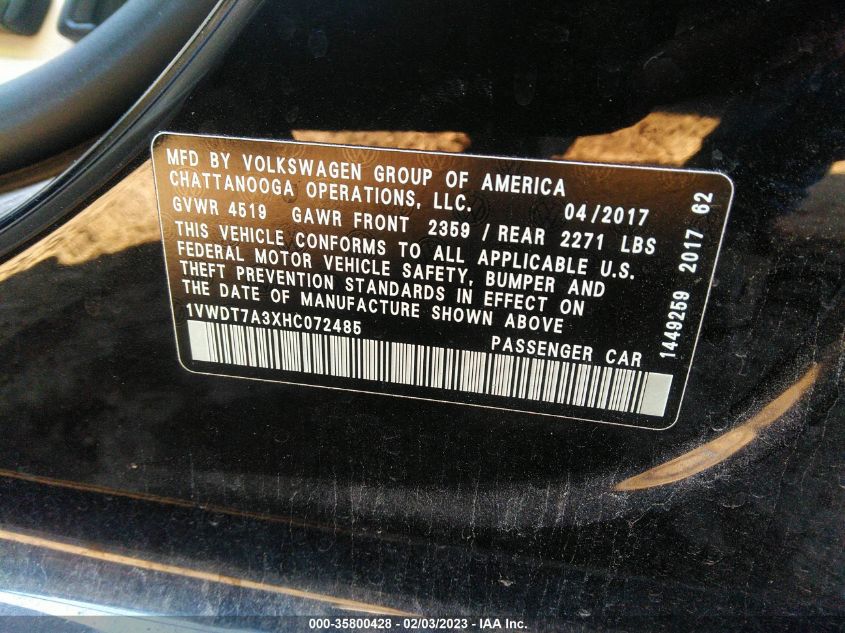 MFD BY VOLKSWAGEN GROUP OF AMERICA
CHATTANOOGA OPERATIONS, LLC. 04/2017
GVWR 4519 GAWR FRONT 2359 / REAR 2271 LBS
THIS VEHICLE CONFORMS TO ALL APPLICABLE U.S.
FEDERAL MOTOR VEHICLE SAFETY, BUMPER AND
THEFT PREVENTION STANDARDS IN EFFECT ON
THE DATE OF MANUFACTURE SHOWN ABOVE
1VWDT7A3XHC072485 PASSENGER CAR
1449259 2017 62
000-35800428 - 02/03/2023 - IAA Inc.